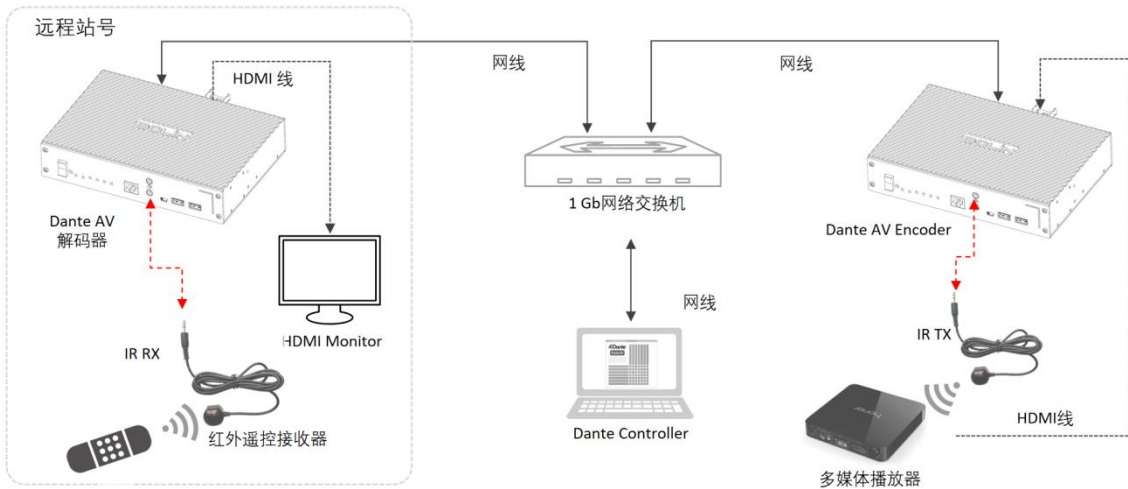 远程站号
HDMI 线
网线
网线
Dante AV
解码器
1 Gb网络交换机
Dante AV Encoder
HDMI Monitor
网线
IR RX
IR TX
红外遥控接收器
Dante
Dante Controller
HDMI线
多媒体播放器